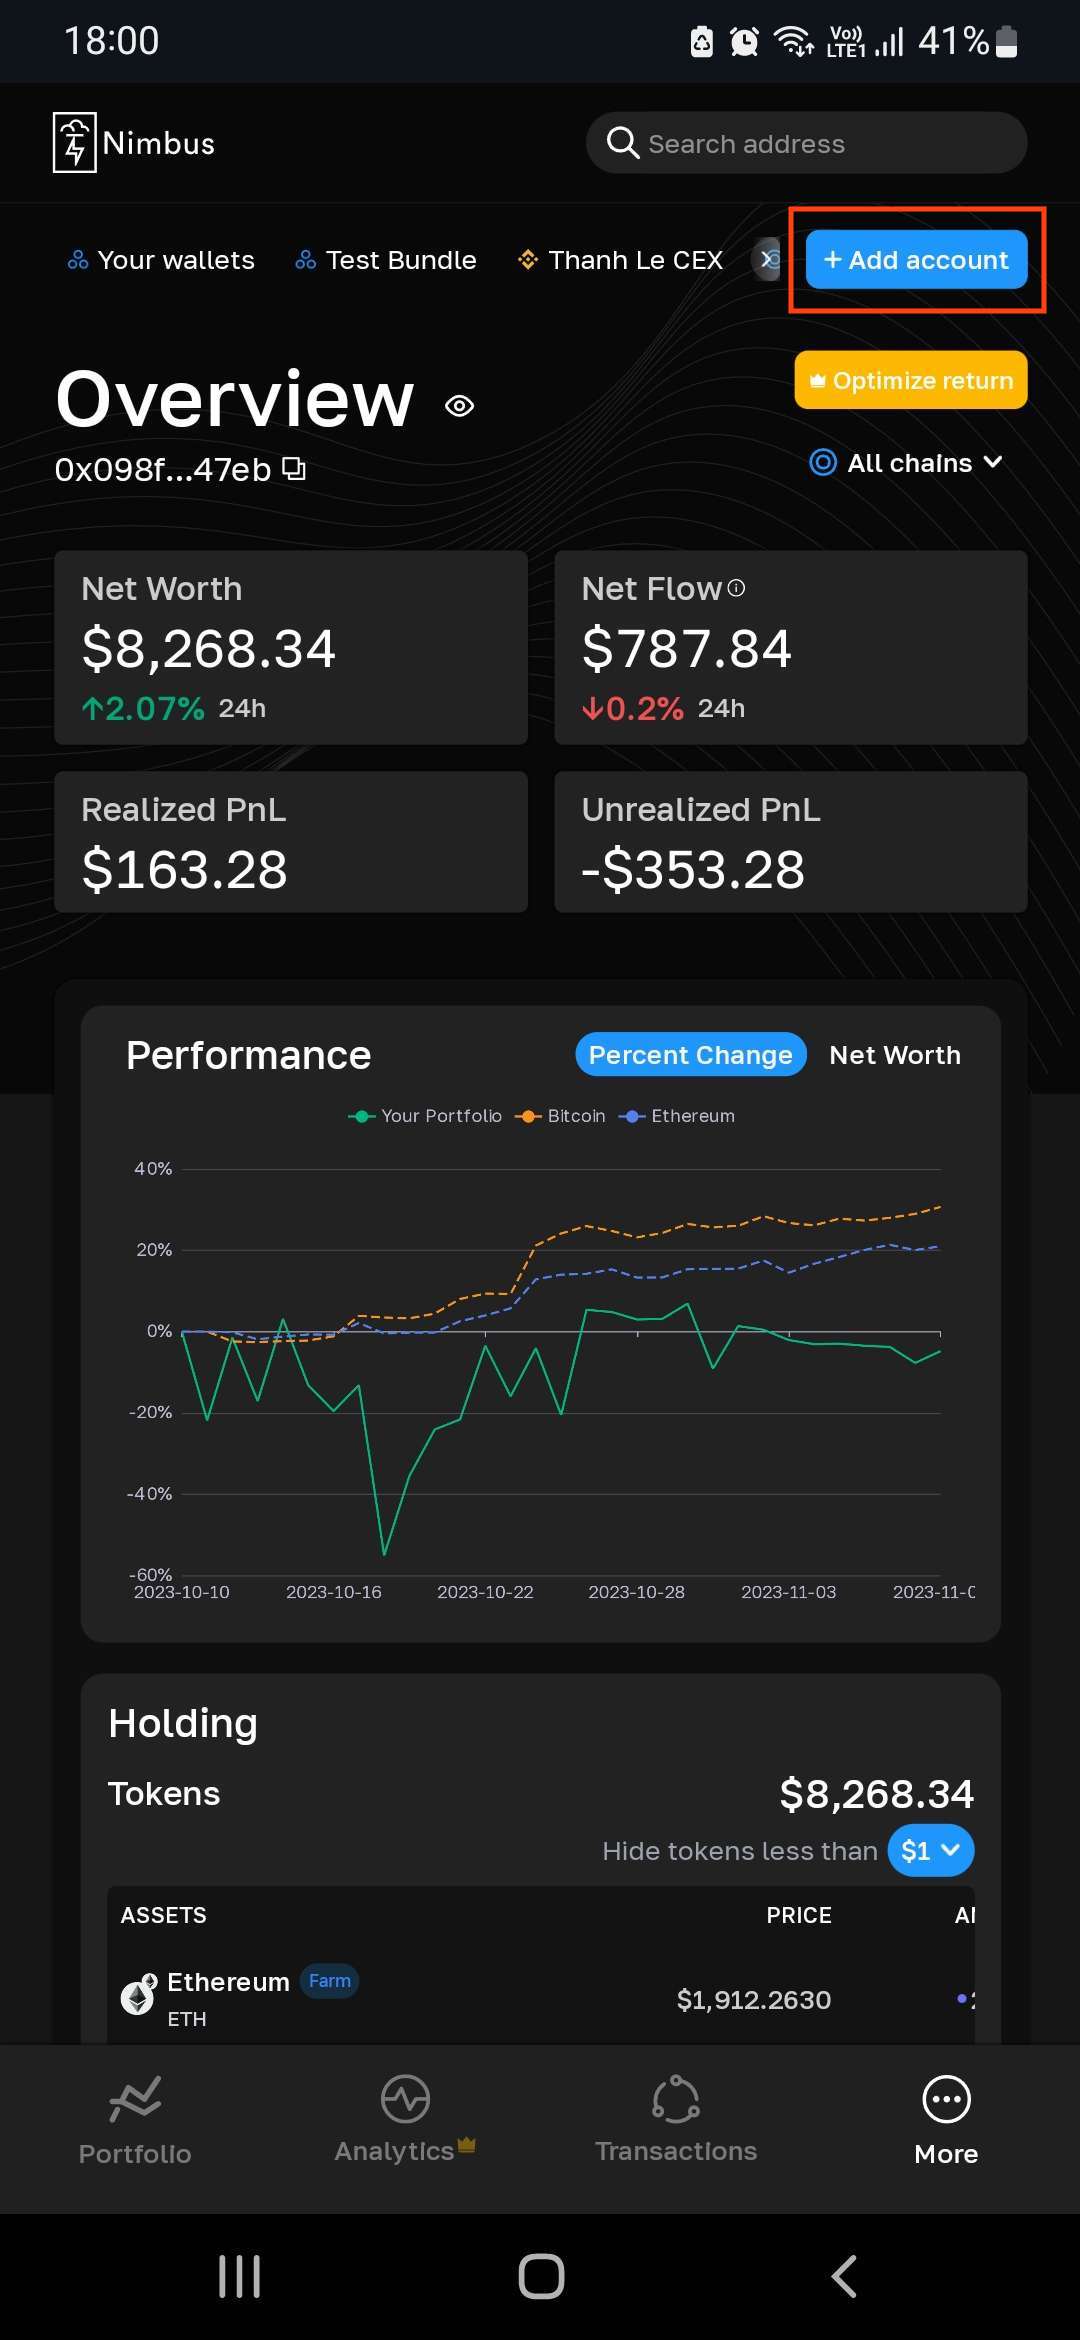 18:00 Vo)) LTE1 41%
Nimbus Search address
Your wallets Test Bundle Thanh Le CEX + Add account
Overview Optimize return
0x098f...47eb All chains
Net Worth Net Flow
$8,268.34 $787.84
↑2.07% 24h ↓0.2% 24h
Realized PnL Unrealized PnL
$163.28 -$353.28
Performance Percent Change Net Worth
Your Portfolio Bitcoin Ethereum
40%
20%
0%
-20%
-40%
-60%
2023-10-10 2023-10-16 2023-10-22 2023-10-28 2023-11-03 2023-11-0
Holding
Tokens $8,268.34
Hide tokens less than $1
ASSETS PRICE
Ethereum Farm
ETH $1,912.2630
Portfolio Analytics Transactions More